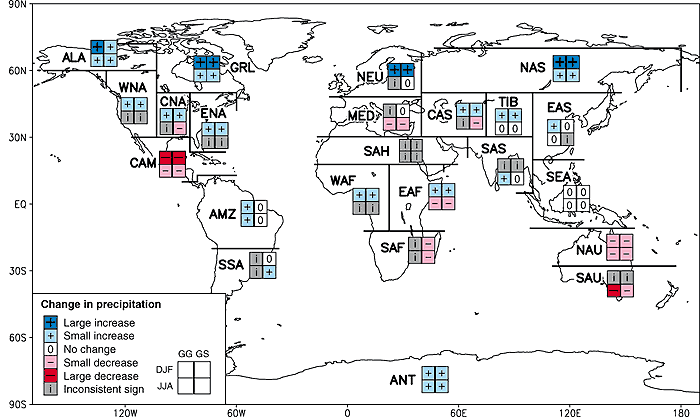 90N
60N
30N
EQ
30S
60S
90S
120W
60W
0
60E
120E
180
ALA
+ +
+ +
GRL
+ +
+ +
NEU
+ +
i 0
NAS
+ +
+ +
WNA
+ +
i i
CNA
+ +
i –
ENA
+ +
i i
MED
i 0
– –
CAS
+ +
i –
TIB
+ +
0 0
EAS
+ 0
0 i
CAM
– –
– –
SAH
i i
i i
SAS
i i
+ 0
WAF
+ +
i i
EAF
+ +
– –
SEA
0 0
0 0
AMZ
+ 0
+ 0
SSA
i 0
i +
SAF
i –
i –
NAU
– –
– –
SAU
i i
– –
ANT
+ +
+ +
Change in precipitation
+ Large increase
+ Small increase
0 No change
– Small decrease
– Large decrease
i Inconsistent sign
GG GS
DJF
JJA